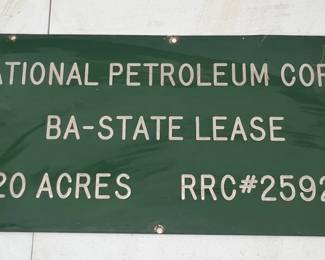 ATIONAL PETROLEUM COR
BA-STATE LEASE
20 ACRES RRC#2592